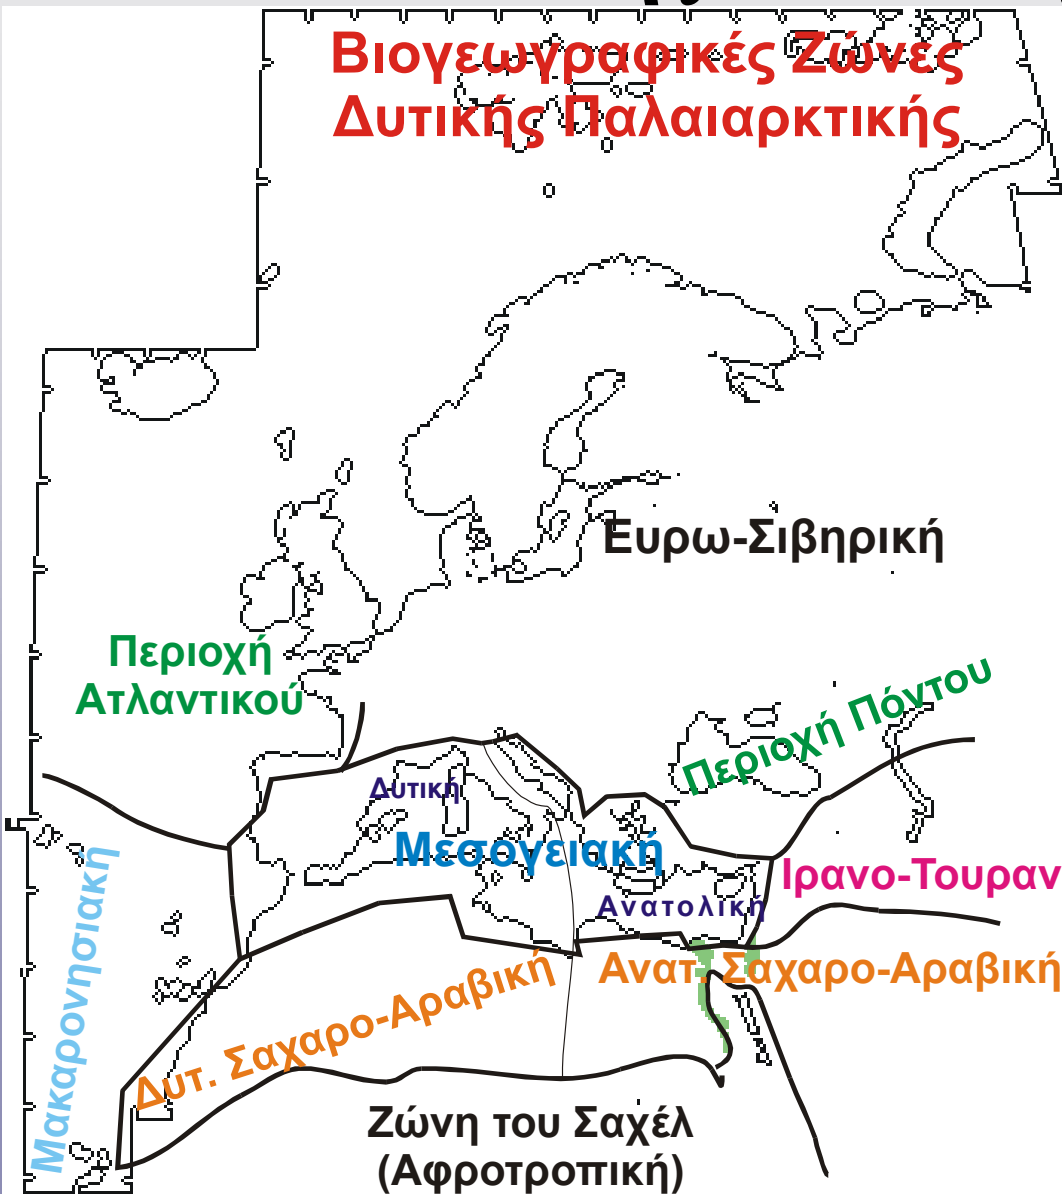 Βιογεωγραφικές Ζώνες
Δυτικής Παλαιαρκτικής
Ευρω-Σιβηρική
Περιοχή
Ατλαντικού
Περιοχή Πόντου
Δυτική
Μεσογειακή
Ανατολική
Ιρανο-Τουραν
Μακαρονησιακή
Δυτ. Σαχαρο-Αραβική
Ανατ. Σαχαρο-Αραβική
Ζώνη του Σαχέλ
(Αφροτροπική)